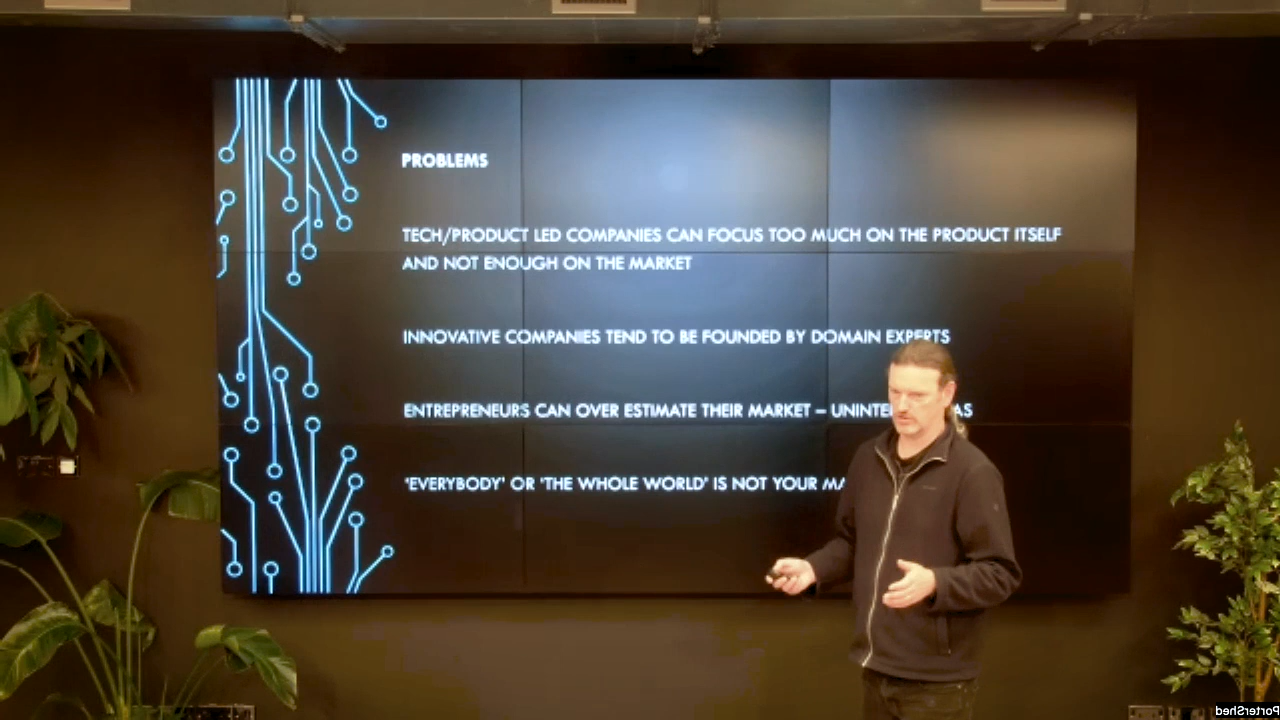 PROBLEMS
TECH/PRODUCT LED COMPANIES CAN FOCUS TOO MUCH ON THE PRODUCT ITSELF
AND NOT ENOUGH ON THE MARKET
INNOVATIVE COMPANIES TEND TO BE FOUNDED BY DOMAIN EXPERTS
ENTREPRENEURS CAN OVER ESTIMATE THEIR MARKET –
'EVERYBODY' OR 'THE WHOLE WORLD' IS NOT YOUR
PorterShed